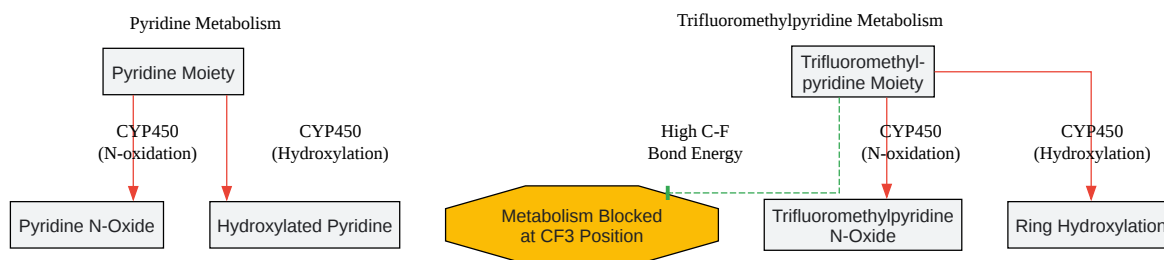 Pyridine Metabolism
Pyridine Moiety
CYP450
(N-oxidation)
CYP450
(Hydroxylation)
Pyridine N-Oxide
Hydroxylated Pyridine
Trifluoromethylpyridine Metabolism
Trifluoromethyl-
pyridine Moiety
High C-F
Bond Energy
CYP450
(N-oxidation)
CYP450
(Hydroxylation)
Metabolism Blocked
at CF3 Position
Trifluoromethylpyridine
N-Oxide
Ring Hydroxylation